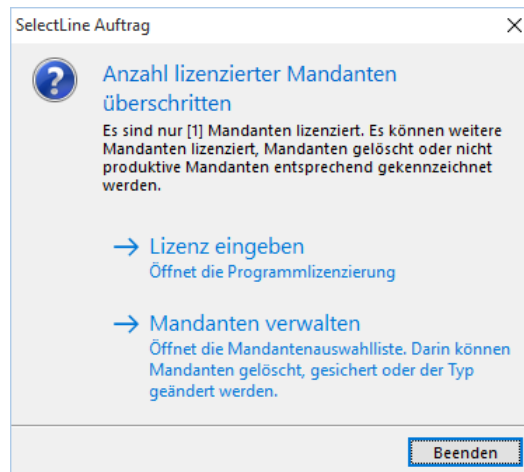 SelectLine Auftrag
Anzahl lizenzierter Mandanten
überschritten
Es sind nur [1] Mandanten lizenziert. Es können weitere
Mandanten lizenziert, Mandanten gelöscht oder nicht
produktive Mandanten entsprechend gekennzeichnet
werden.
Lizenz eingeben
Öffnet die Programmlizenzierung
Mandanten verwalten
Öffnet die Mandantenauswahlliste. Darin können
Mandanten gelöscht, gesichert oder der Typ
geändert werden.
Beenden